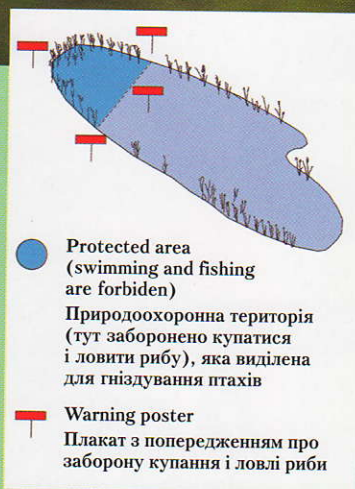 Protected area
(swimming and fishing
are forbiden)
Природоохоронна територія
(тут заборонено купатися
і ловити рибу), яка виділена
для гніздування птахів
Warning poster
Плакат з попередженням про
заборону купання і ловлі риби